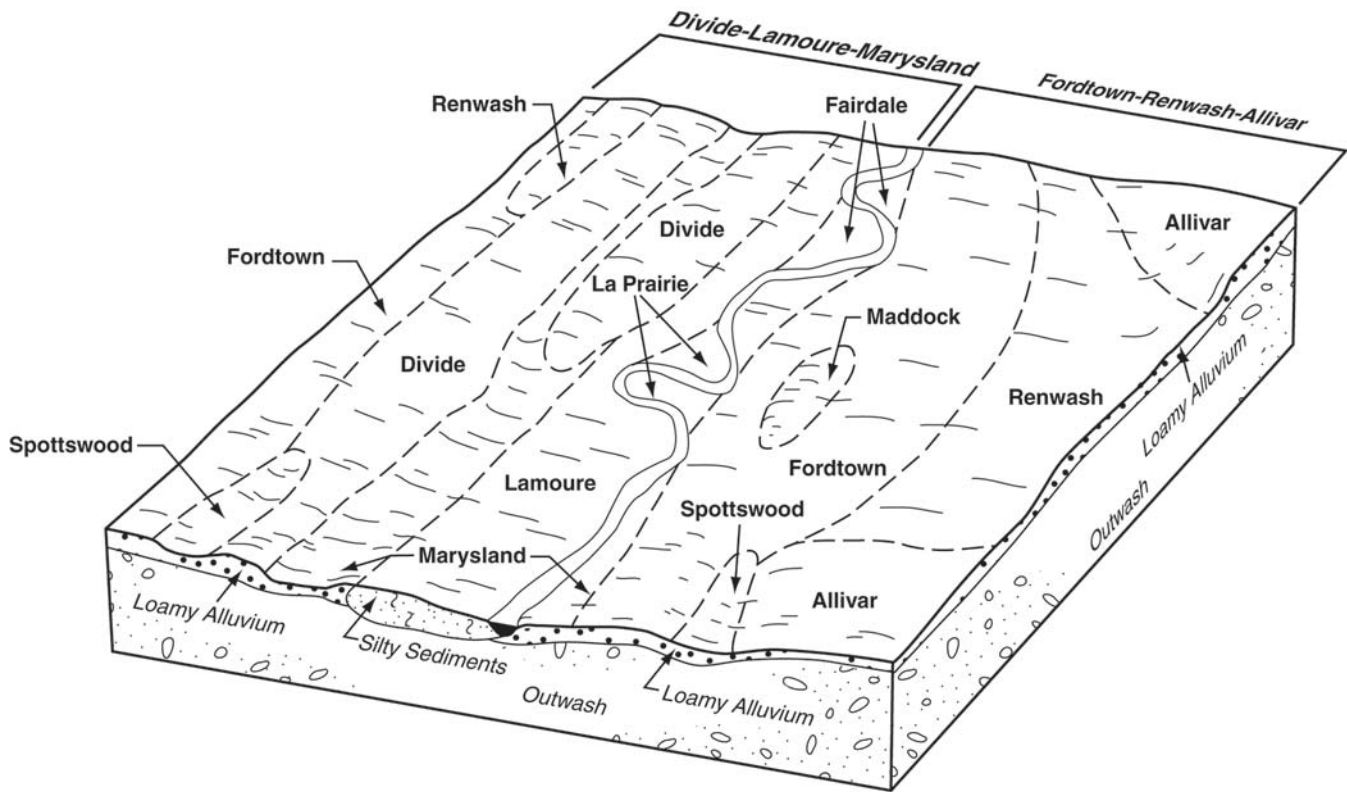 Divide-Lamoure-Marysland
Fordtown-Renwash-Allivar
Renwash
Fairdale
Allivar
Divide
Fordtown
La Prairie
Maddock
Loamy Alluvium
Divide
Renwash
Spottswood
Fordtown
Lamoure
Spottswood
Outwash
Marysland
Allivar
Loamy Alluvium
Silty Sediments
Outwash
Loamy Alluvium